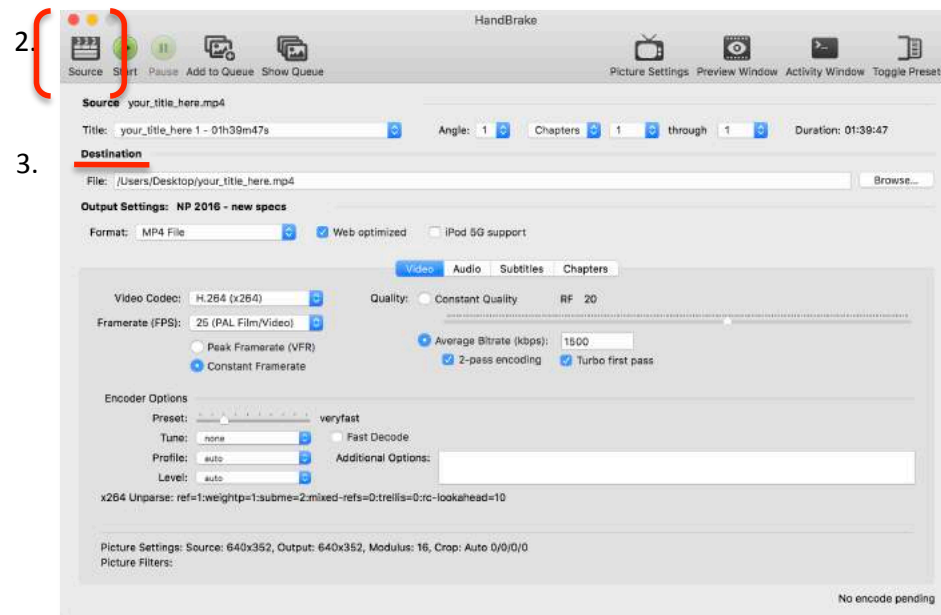 HandBrake
2.
Source Start Pause Add to Queue Show Queue Picture Settings Preview Window Activity Window Toggle Preset
Source your_title_here.mp4
Title: your_title_here 1 - 01h39m47s Angle: 1 Chapters 1 through 1 Duration: 01:39:47
3.
Destination
File: /Users/Desktop/your_title_here.mp4 Browse...
Output Settings: NP 2016 - new specs
Format: MP4 File Web optimized iPod 5G support
Video Audio Subtitles Chapters
Video Codec: H.264 (x264) Quality: Constant Quality RF 20
Framerate (FPS): 25 (PAL Film/Video)
Peak Framerate (VFR) Average Bitrate (kbps): 1500
Constant Framerate 2-pass encoding Turbo first pass
Encoder Options
Preset: veryfast
Tune: none Fast Decode
Profile: auto Additional Options:
Level: auto
x264 Unparse: ref=1:weightp=1:subme=2:mixed-refs=0:trellis=0:rc-lookahead=10
Picture Settings: Source: 640x352, Output: 640x352, Modulus: 16, Crop: Auto 0/0/0/0
Picture Filters:
No encode pending